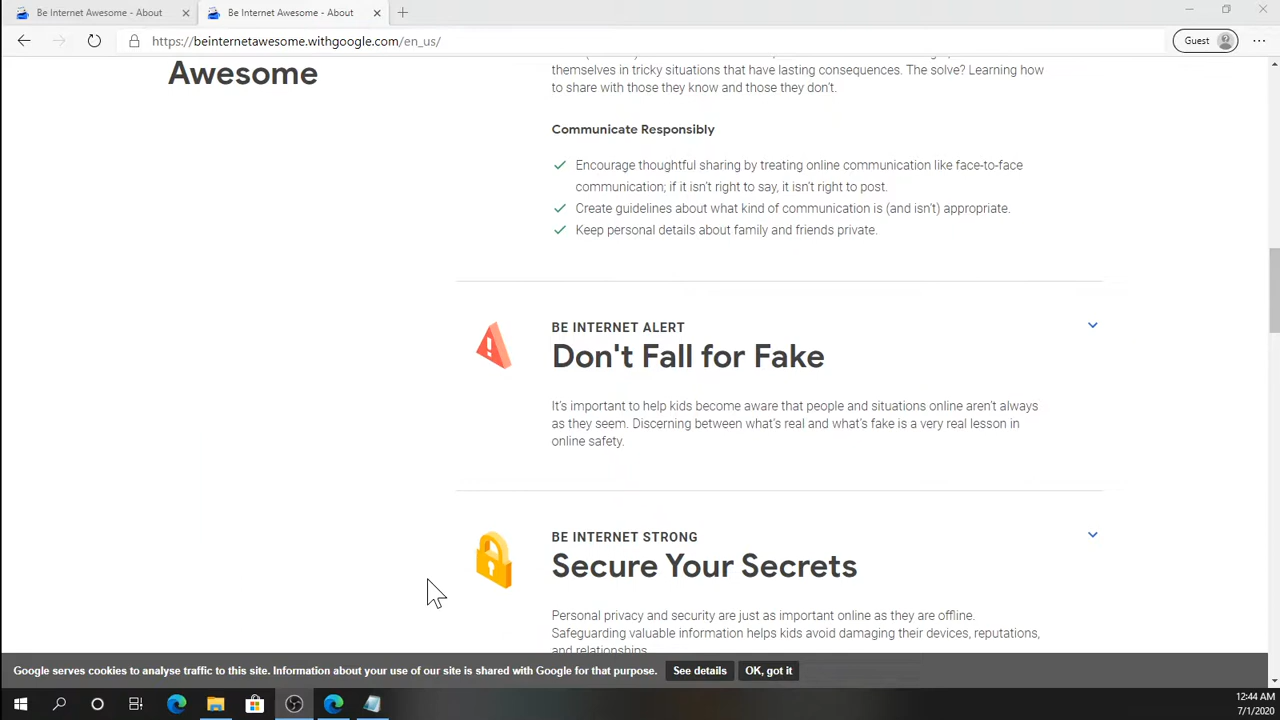 Be Internet Awesome - About
Be Internet Awesome - About
https://beinternetawesome.withgoogle.com/en_us/
Guest
Awesome
themselves in tricky situations that have lasting consequences. The solve? Learning how
to share with those they know and those they don't.
Communicate Responsibly
Encourage thoughtful sharing by treating online communication like face-to-face
communication; if it isn't right to say, it isn't right to post.
Create guidelines about what kind of communication is (and isn't) appropriate.
Keep personal details about family and friends private.
BE INTERNET ALERT
Don't Fall for Fake
It's important to help kids become aware that people and situations online aren't always
as they seem. Discerning between what's real and what's fake is a very real lesson in
online safety.
BE INTERNET STRONG
Secure Your Secrets
Personal privacy and security are just as important online as they are offline.
Safeguarding valuable information helps kids avoid damaging their devices, reputations,
and relationships.
Google serves cookies to analyse traffic to this site. Information about your use of our site is shared with Google for that purpose.
See details
OK, got it
12:44 AM
7/1/2020